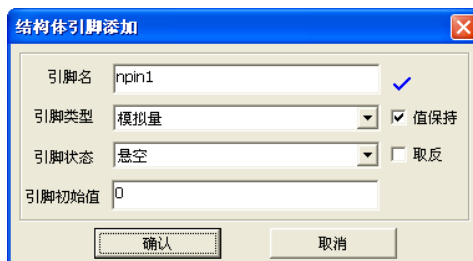 结构体引脚添加
引脚名 npin1
引脚类型 模拟量 值保持
引脚状态 悬空 取反
引脚初始值 0
确认 取消